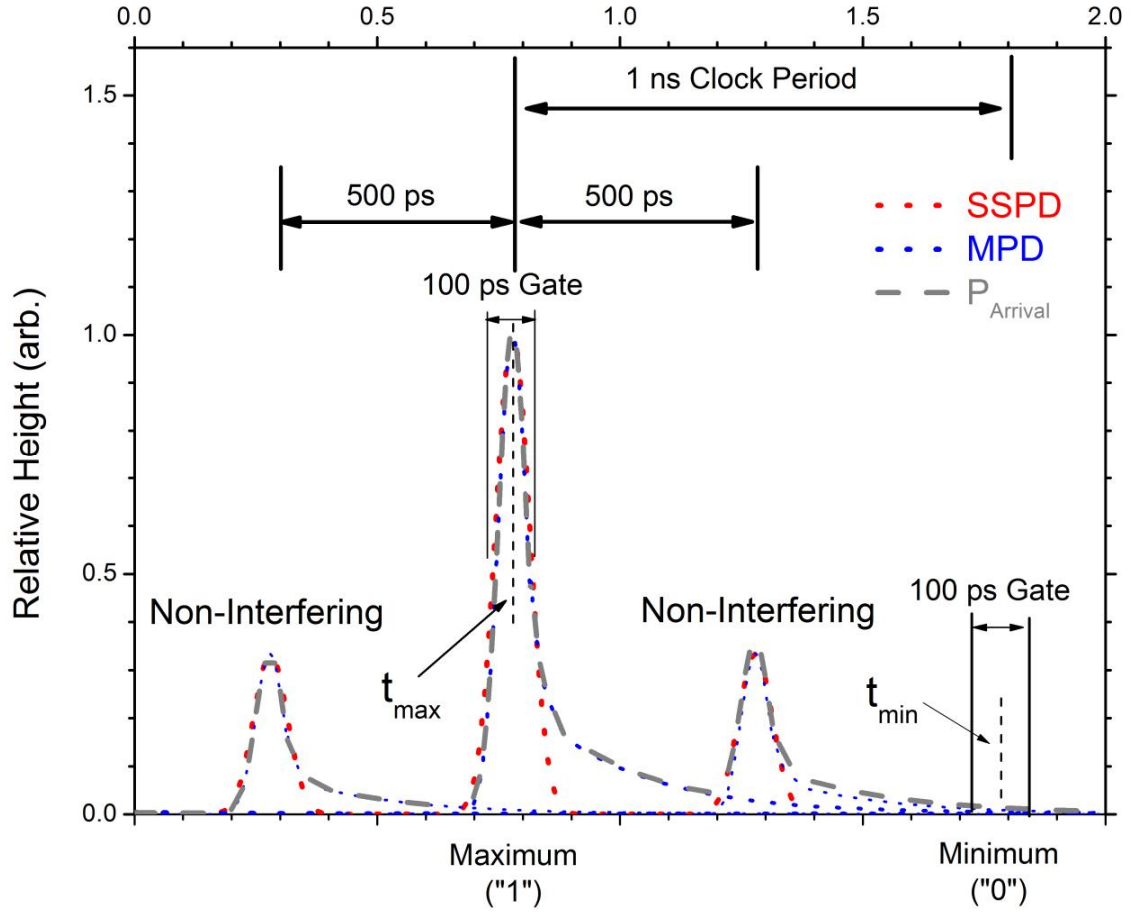 0.0 0.5 1.0 1.5 2.0
1 ns Clock Period
1.5
500 ps 500 ps
SSPD
MPD
P Arrival
100 ps Gate
1.0
Relative Height (arb.)
0.5
Non-Interfering
Non-Interfering
100 ps Gate
t max
t min
0.0
Maximum
("1")
Minimum
("0")